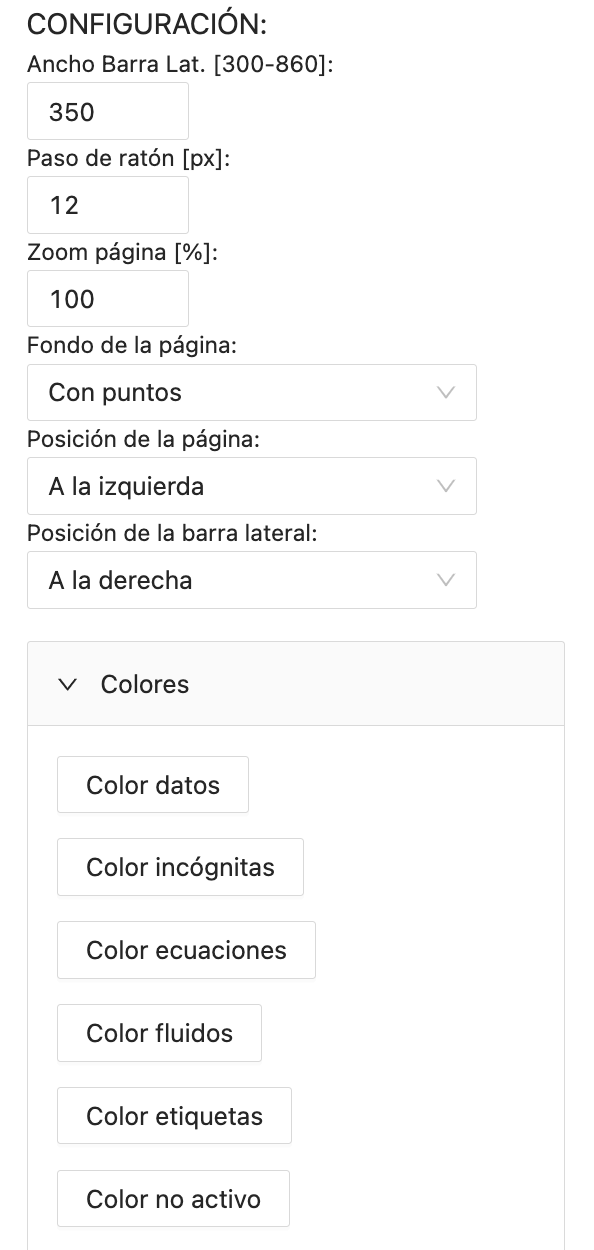 CONFIGURACIÓN:
Ancho Barra Lat. [300-860]:
350
Paso de ratón [px]:
12
Zoom página [%]:
100
Fondo de la página:
Con puntos
Posición de la página:
A la izquierda
Posición de la barra lateral:
A la derecha
Colores
Color datos
Color incógnitas
Color ecuaciones
Color fluidos
Color etiquetas
Color no activo